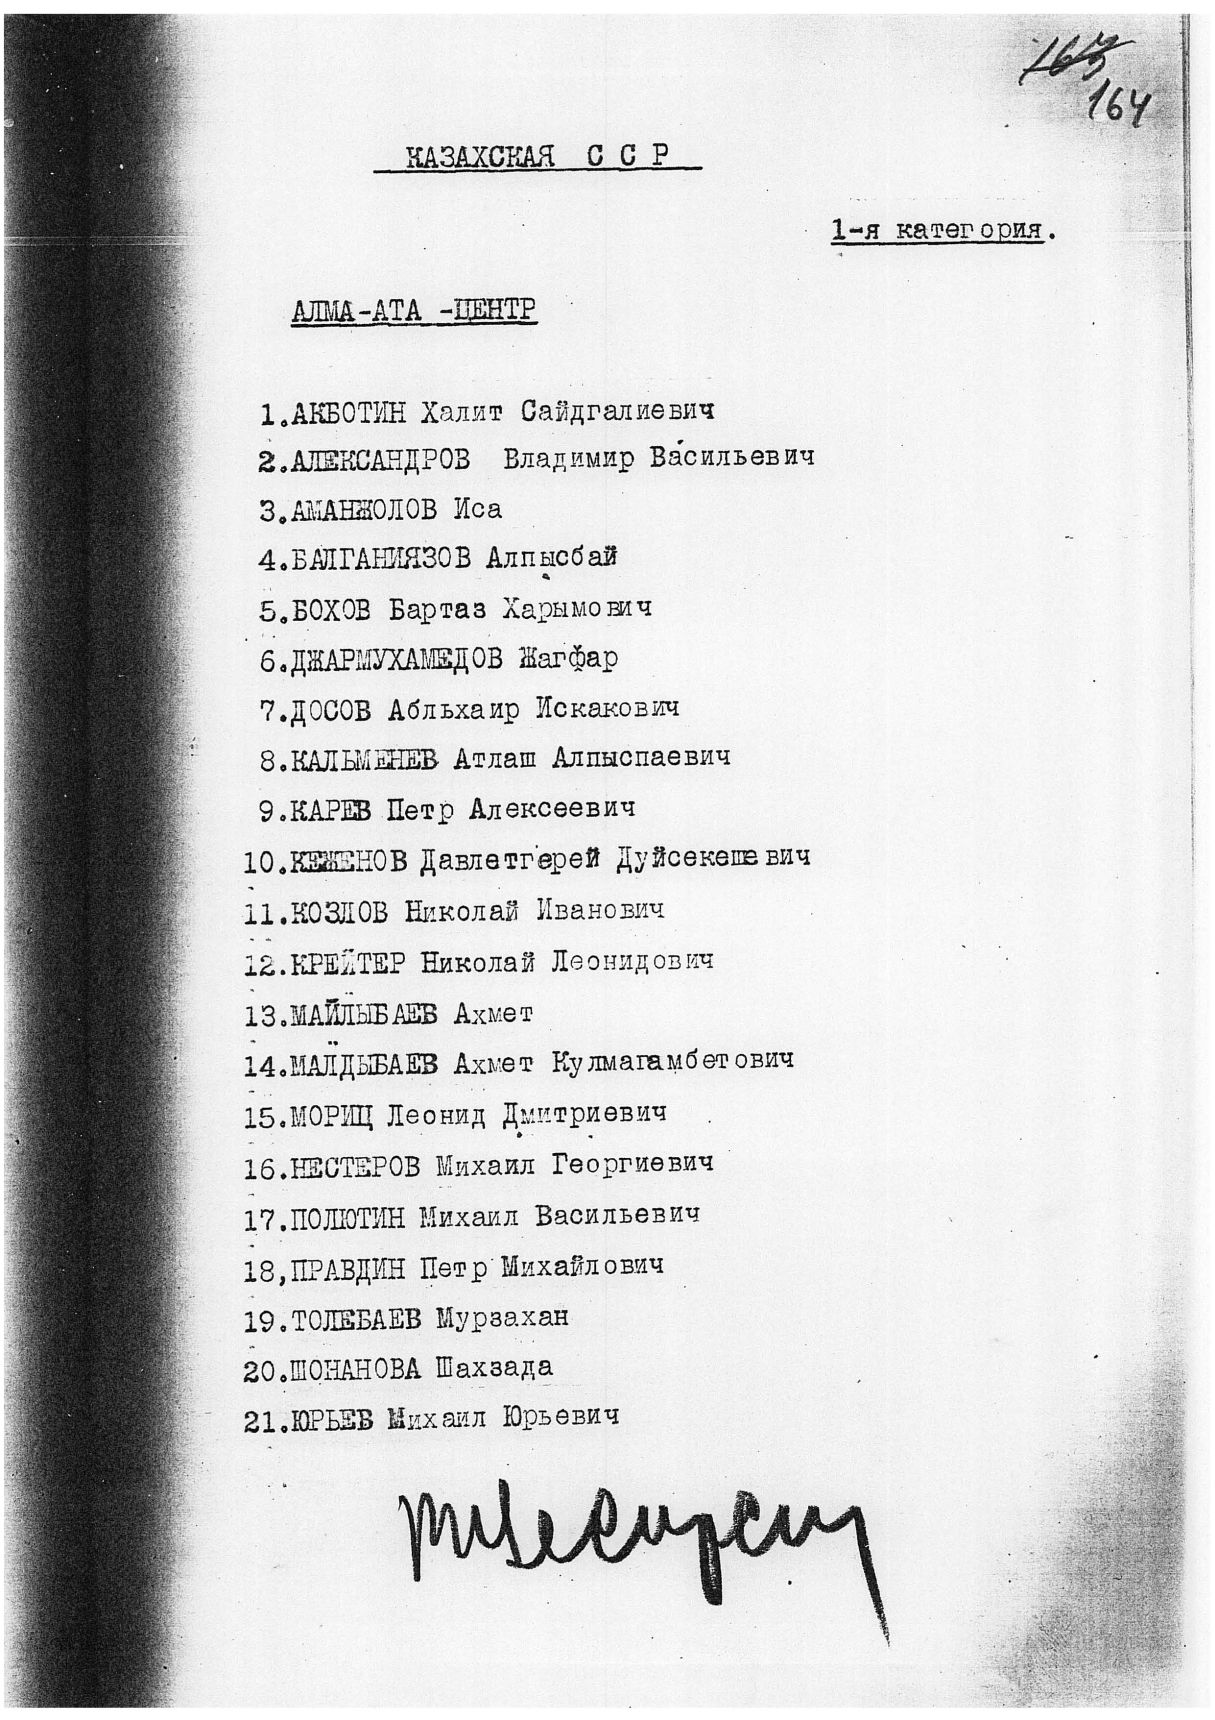 164
КАЗАХСКАЯ С С Р
1-я категория.
АЛМА-АТА -ЦЕНТР
1.АКБОТИН Халит Сайдгалиевич
2.АЛЕКСАНДРОВ Владимир Васильевич
3.АМАНЖОЛОВ Иса
4.БАЛГАНИЯЗОВ Алпысбай
5.БОХОВ Бартаз Харымович
6.ДЖАРМУХАМЕДОВ Жагфар
7.ДОСОВ Абльхаир Искакович
8.КАЛЬМЕНЕВ Атлаш Алпыспаевич
9.КАРЕВ Петр Алексеевич
10.КЕЖЕНОВ Давлетгерей Дуйсекешевич
11.КОЗЛОВ Николай Иванович
12.КРЕЙТЕР Николай Леонидович
13.МАЙЛЫБАЕВ Ахмет
14.МАЛДЫБАЕВ Ахмет Кулмагамбетович
15.МОРИЦ Леонид Дмитриевич
16.НЕСТЕРОВ Михаил Георгиевич
17.ПОЛЮТИН Михаил Васильевич
18,ПРАВДИН Петр Михайлович
19.ТОЛЕБАЕВ Мурзахан
20.ШОНАНОВА Шахзада
21.ЮРЬЕВ Михаил Юрьевич